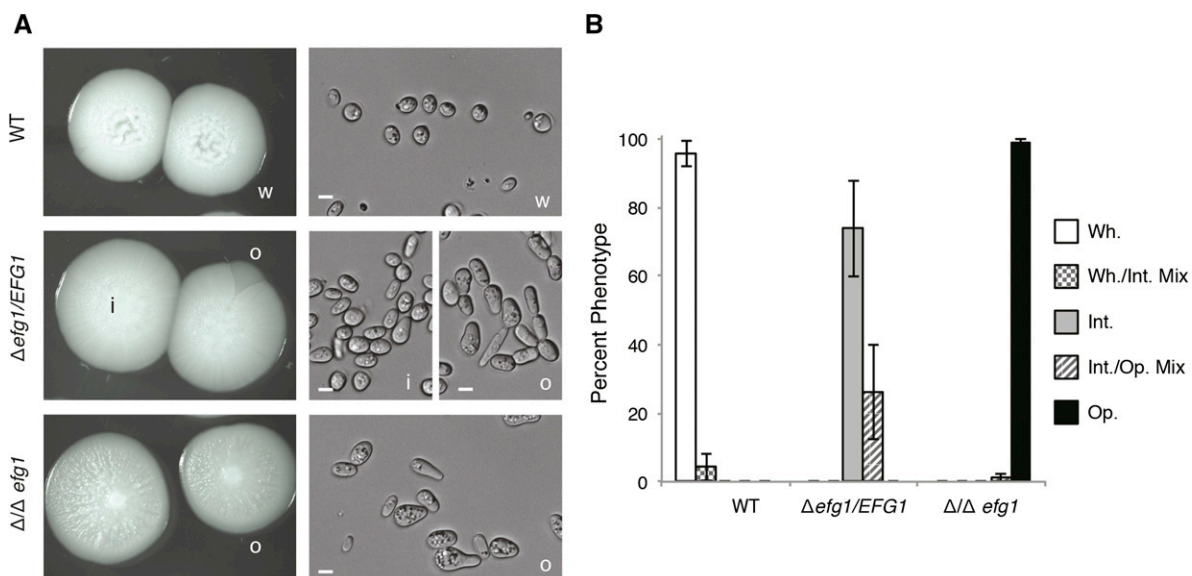 A
WT
w
w
Δefg1/EFG1
o
i
i
o
Δ/Δ efg1
o
o
B
Percent Phenotype
100
80
60
40
20
0
WT
Δefg1/EFG1
Δ/Δ efg1
Wh.
Wh./Int. Mix
Int.
Int./Op. Mix
Op.